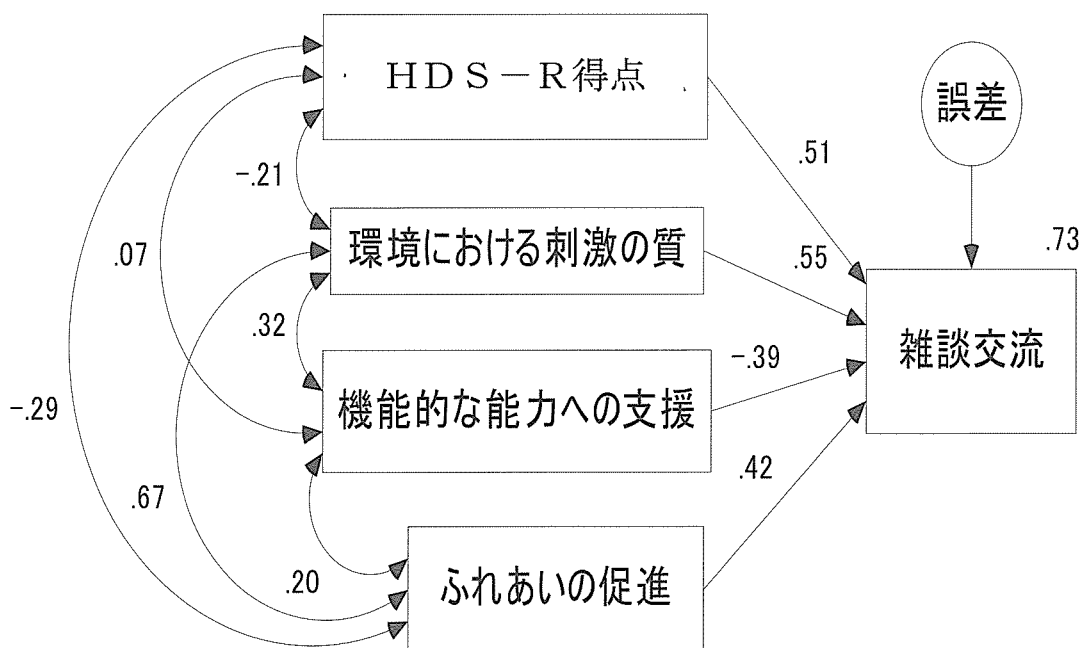 HDS-R得点
誤差
.51
-.21
環境における刺激の質
.73
.07
.55
.32
雑談交流
-.39
機能的な能力への支援
-.29
.42
.67
.20
ふれあいの促進